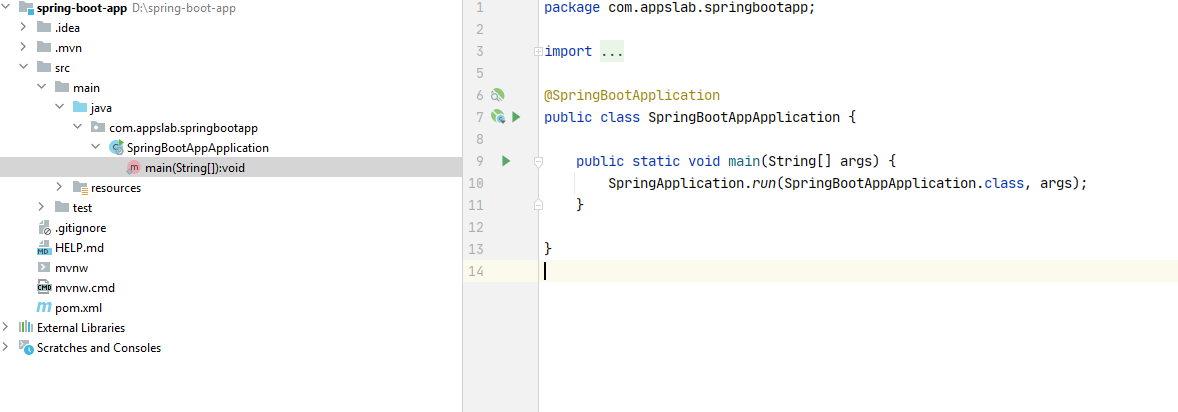 spring-boot-app D:\spring-boot-app
.idea
.mvn
src
main
java
com.appslab.springbootapp
SpringBootAppApplication
main(String[]):void
resources
test
.gitignore
HELP.md
mvnw
mvnw.cmd
pom.xml
External Libraries
Scratches and Consoles
1 package com.appslab.springbootapp;
2
3 import ...
5
6 @SpringBootApplication
7 public class SpringBootAppApplication {
8
9 public static void main(String[] args) {
10 SpringApplication.run(SpringBootAppApplication.class, args);
11 }
12
13 }
14